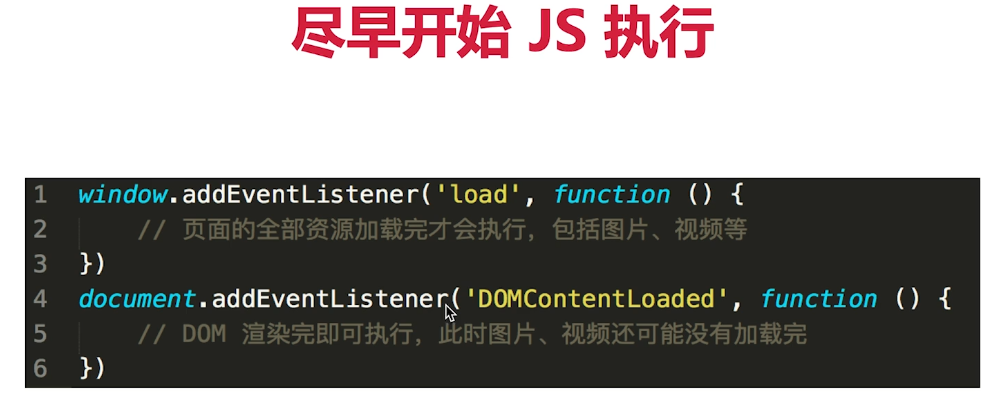 尽早开始 JS 执行
1 window.addEventListener('load', function () {
2 // 页面的全部资源加载完才会执行，包括图片、视频等
3 })
4 document.addEventListener('DOMContentLoaded', function () {
5 // DOM 渲染完即可执行，此时图片、视频还可能没有加载完
6 })